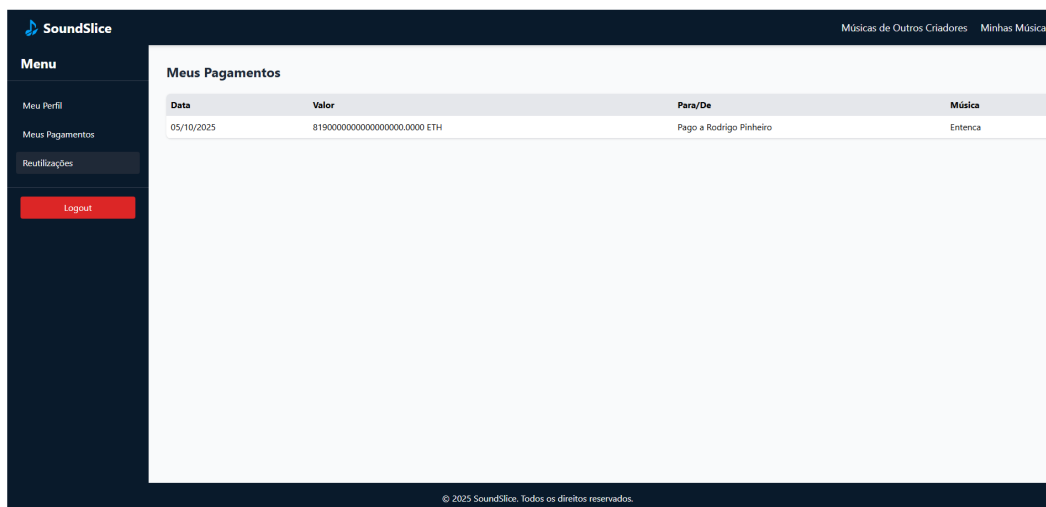 SoundSlice
Músicas de Outros Criadores Minhas Música
Menu
Meu Perfil
Meus Pagamentos
Reutilizações
Logout
Meus Pagamentos
Data Valor Para/De Música
05/10/2025 8190000000000000000.0000 ETH Pago a Rodrigo Pinheiro Entenca
© 2025 SoundSlice. Todos os direitos reservados.